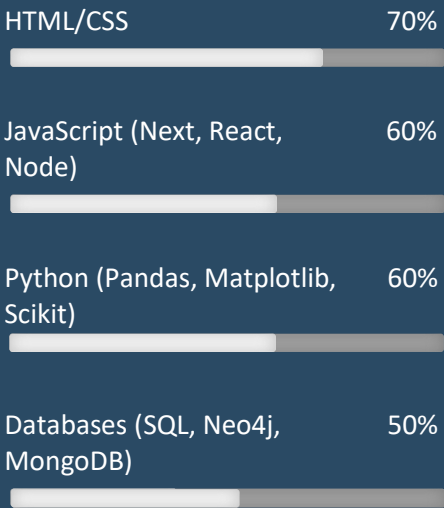 HTML/CSS 70%
JavaScript (Next, React, 60%
Node)
Python (Pandas, Matplotlib, 60%
Scikit)
Databases (SQL, Neo4j, 50%
MongoDB)